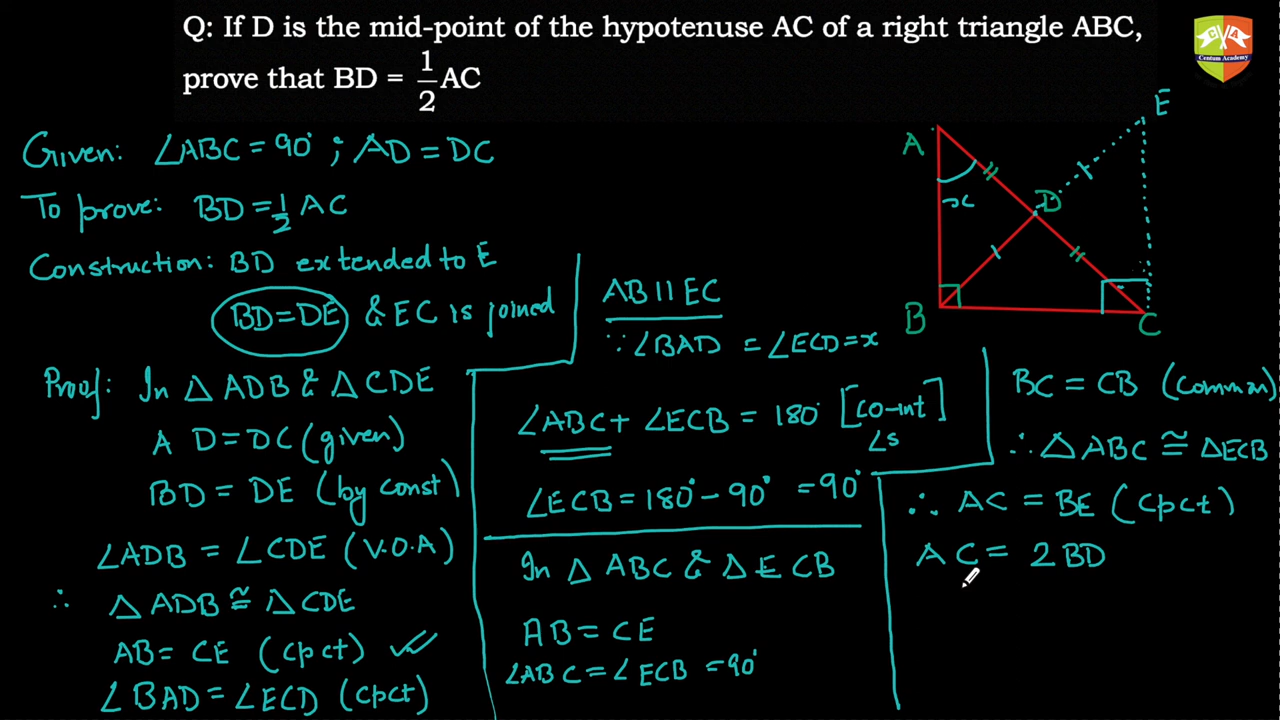 Q: If D is the mid-point of the hypotenuse AC of a right triangle ABC,
prove that BD = 1/2 AC
C A
Centum Academy
Given: ∠ABC = 90° ; AD = DC
To prove: BD = 1/2 AC
Construction: BD extended to E
BD = DE & EC is joined
Proof: In △ ADB & △ CDE
A D = DC (given)
BD = DE (by const)
∠ADB = ∠CDE (V.O.A)
∴ △ ADB ≅ △ CDE
AB = CE (cpct)
∠BAD = ∠ECD (cpct)
AB || EC
∵ ∠BAD = ∠ECD = x
∠ABC + ∠ECB = 180° [co-int ∠s]
∠ECB = 180° - 90° = 90°
In △ ABC & △ ECB
AB = CE
∠ABC = ∠ECB = 90°
A
E
D
x
B
C
BC = CB (common)
∴ △ ABC ≅ △ECB
∴ AC = BE (cpct)
AC = 2BD